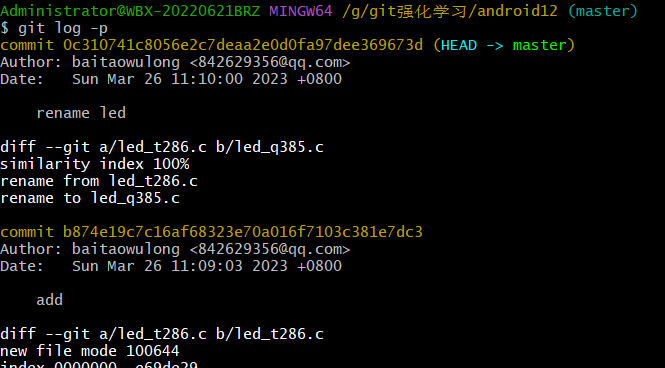 Administrator@WBX-20220621BRZ MINGW64 /g/git强化学习/android12 (master)
$ git log -p
commit 0c310741c8056e2c7deaa2e0d0fa97dee369673d (HEAD -> master)
Author: baitaowulong <842629356@qq.com>
Date:   Sun Mar 26 11:10:00 2023 +0800
    rename led
diff --git a/led_t286.c b/led_q385.c
similarity index 100%
rename from led_t286.c
rename to led_q385.c
commit b874e19c7c16af68323e70a016f7103c381e7dc3
Author: baitaowulong <842629356@qq.com>
Date:   Sun Mar 26 11:09:03 2023 +0800
    add
diff --git a/led_t286.c b/led_t286.c
new file mode 100644
index 0000000..e69de29